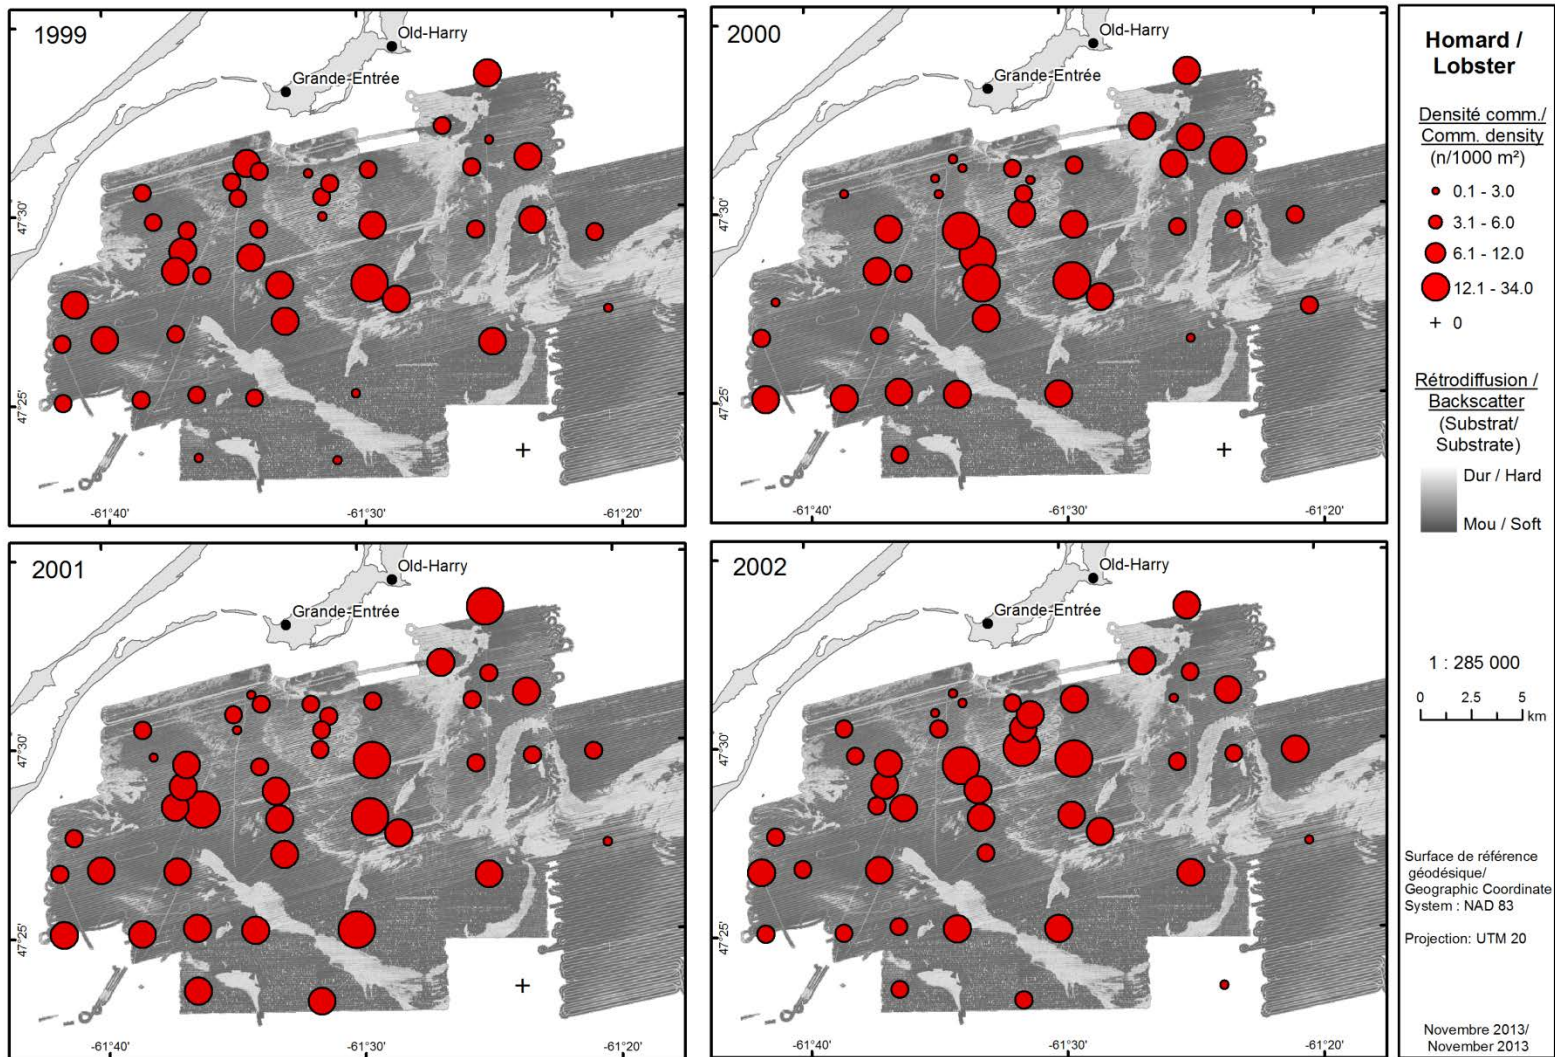 1999
Old-Harry
Grande-Entrée
47°30'
47°25'
-61°40'
-61°30'
-61°20'
2000
Old-Harry
Grande-Entrée
47°30'
47°25'
-61°40'
-61°30'
-61°20'
2001
Old-Harry
Grande-Entrée
47°30'
47°25'
-61°40'
-61°30'
-61°20'
2002
Old-Harry
Grande-Entrée
47°30'
47°25'
-61°40'
-61°30'
-61°20'
Homard /
Lobster
Densité comm./
Comm. density
(n/1000 m²)
0.1 - 3.0
3.1 - 6.0
6.1 - 12.0
12.1 - 34.0
+ 0
Rétrodiffusion /
Backscatter
(Substrat/
Substrate)
Dur / Hard
Mou / Soft
1 : 285 000
0 2.5 5
km
Surface de référence
géodésique/
Geographic Coordinate
System : NAD 83
Projection: UTM 20
Novembre 2013/
November 2013